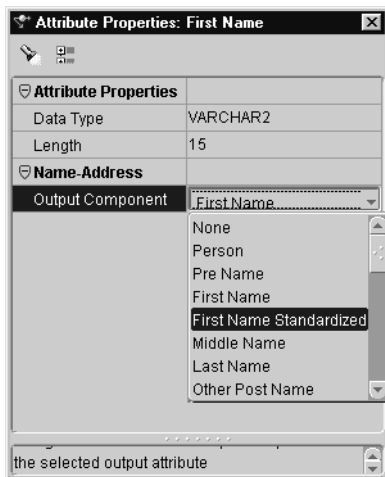 Attribute Properties: First Name
Attribute Properties
Data Type VARCHAR2
Length 15
Name-Address
Output Component First Name
None
Person
Pre Name
First Name
First Name Standardized
Middle Name
Last Name
Other Post Name
the selected output attribute